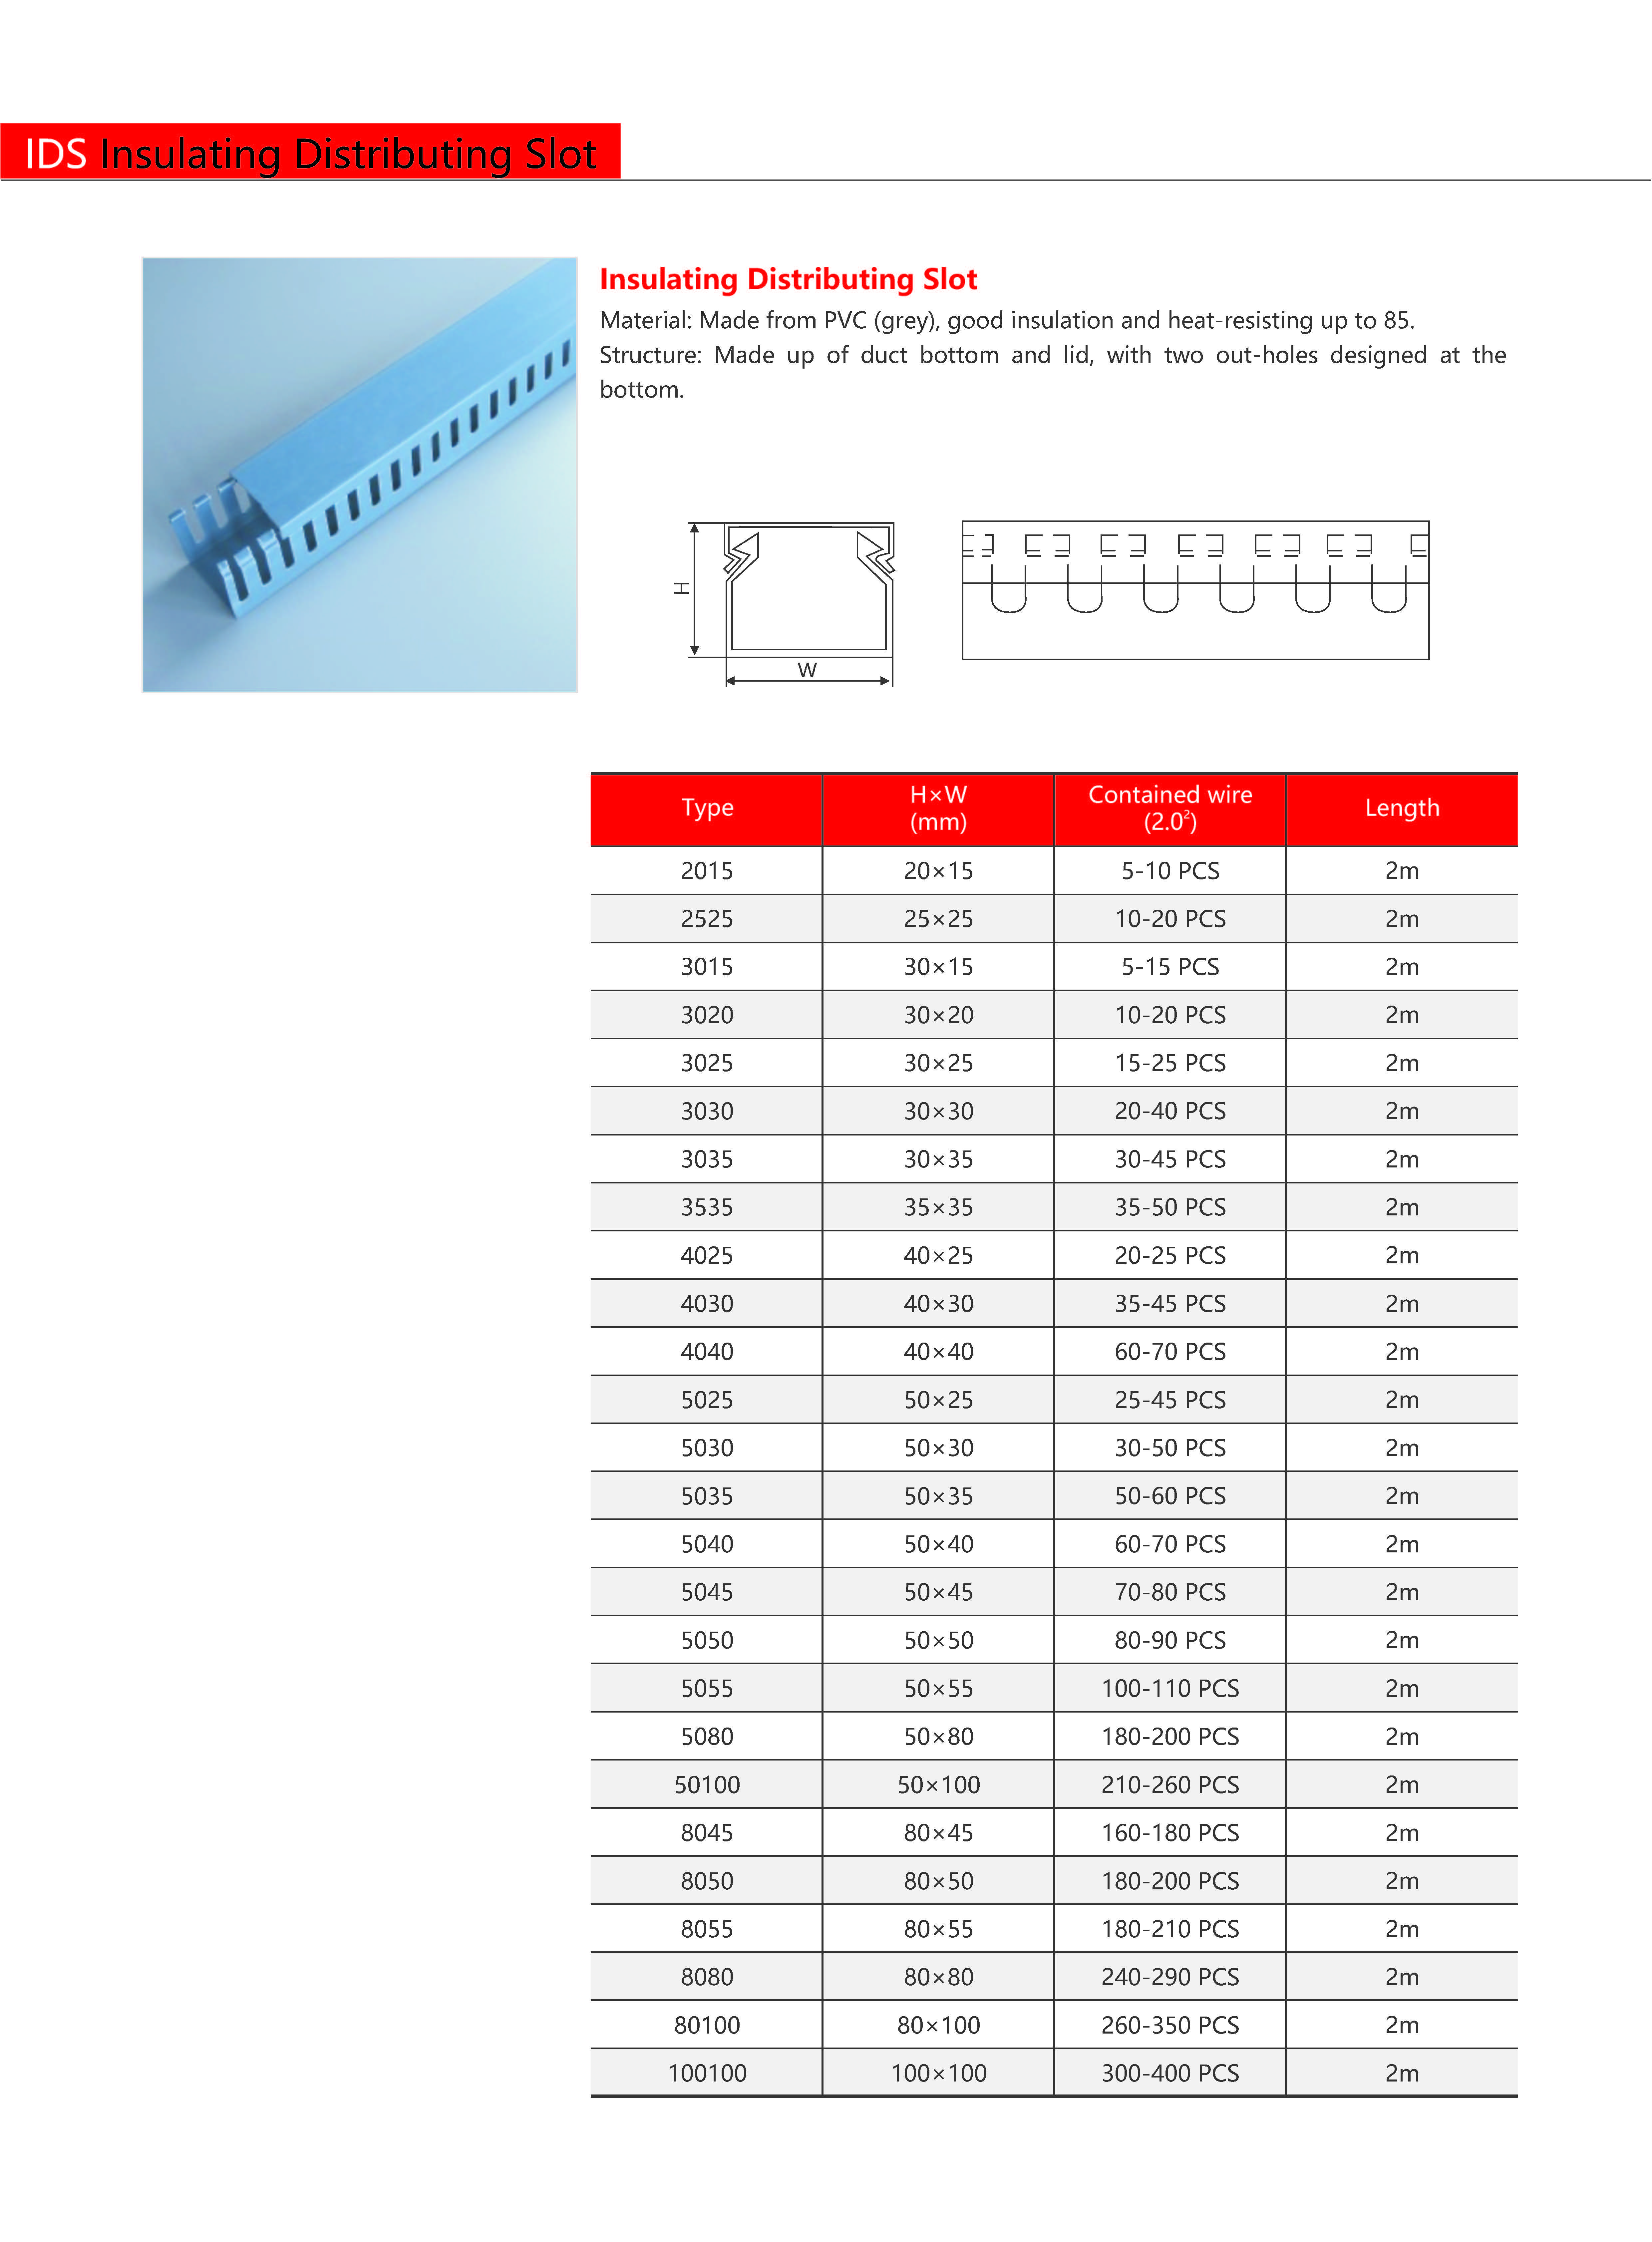 IDS Insulating Distributing Slot
Insulating Distributing Slot
Material: Made from PVC (grey), good insulation and heat-resisting up to 85.
Structure: Made up of duct bottom and lid, with two out-holes designed at the
bottom.
H
W
Type H×W (mm) Contained wire (2.0²) Length
2015 20×15 5-10 PCS 2m
2525 25×25 10-20 PCS 2m
3015 30×15 5-15 PCS 2m
3020 30×20 10-20 PCS 2m
3025 30×25 15-25 PCS 2m
3030 30×30 20-40 PCS 2m
3035 30×35 30-45 PCS 2m
3535 35×35 35-50 PCS 2m
4025 40×25 20-25 PCS 2m
4030 40×30 35-45 PCS 2m
4040 40×40 60-70 PCS 2m
5025 50×25 25-45 PCS 2m
5030 50×30 30-50 PCS 2m
5035 50×35 50-60 PCS 2m
5040 50×40 60-70 PCS 2m
5045 50×45 70-80 PCS 2m
5050 50×50 80-90 PCS 2m
5055 50×55 100-110 PCS 2m
5080 50×80 180-200 PCS 2m
50100 50×100 210-260 PCS 2m
8045 80×45 160-180 PCS 2m
8050 80×50 180-200 PCS 2m
8055 80×55 180-210 PCS 2m
8080 80×80 240-290 PCS 2m
80100 80×100 260-350 PCS 2m
100100 100×100 300-400 PCS 2m